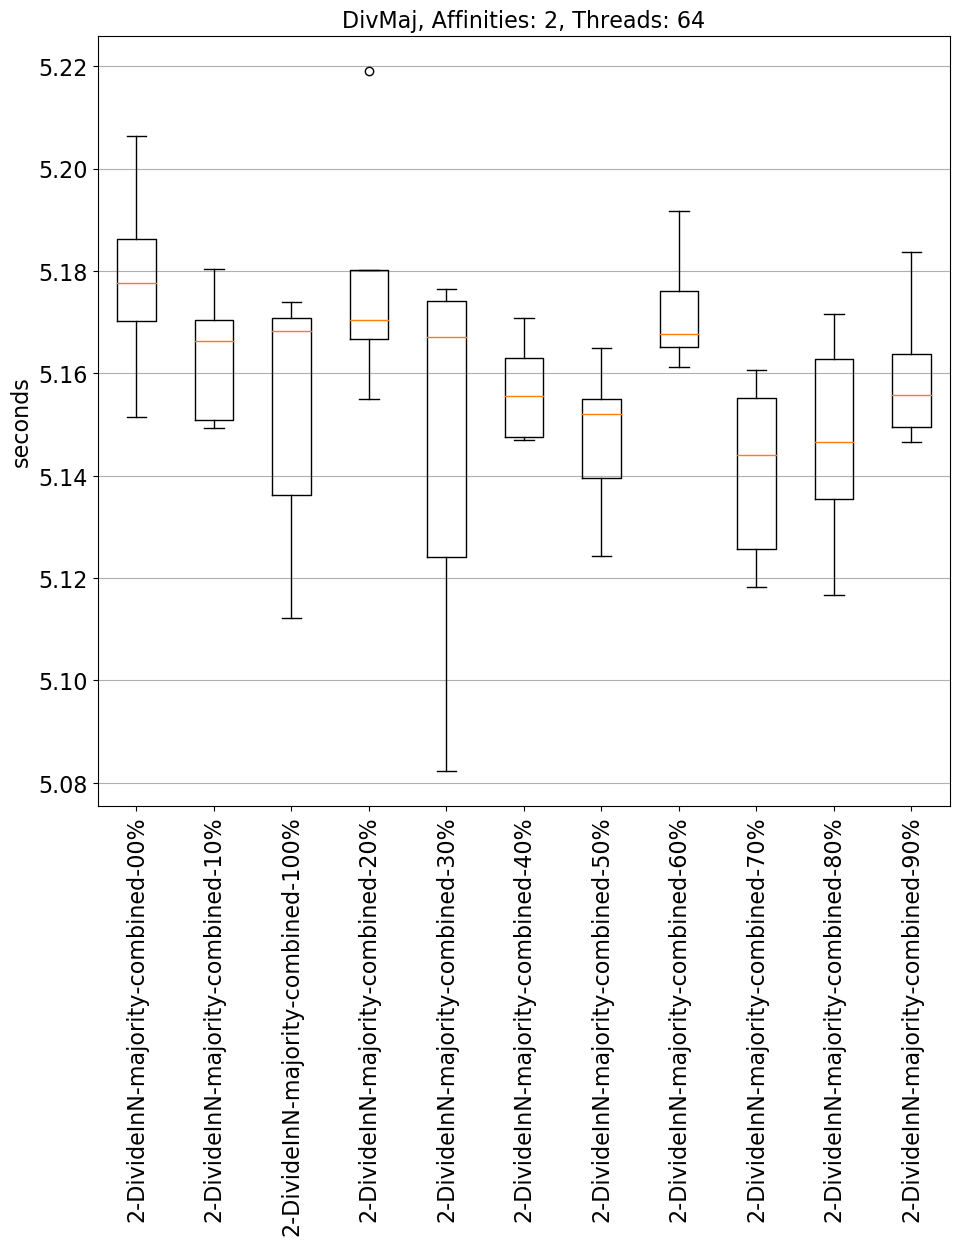 DivMaj, Affinities: 2, Threads: 64
5.22
5.20
5.18
5.16
5.14
5.12
5.10
5.08
seconds
2-DivideInN-majority-combined-00%
2-DivideInN-majority-combined-10%
2-DivideInN-majority-combined-100%
2-DivideInN-majority-combined-20%
2-DivideInN-majority-combined-30%
2-DivideInN-majority-combined-40%
2-DivideInN-majority-combined-50%
2-DivideInN-majority-combined-60%
2-DivideInN-majority-combined-70%
2-DivideInN-majority-combined-80%
2-DivideInN-majority-combined-90%